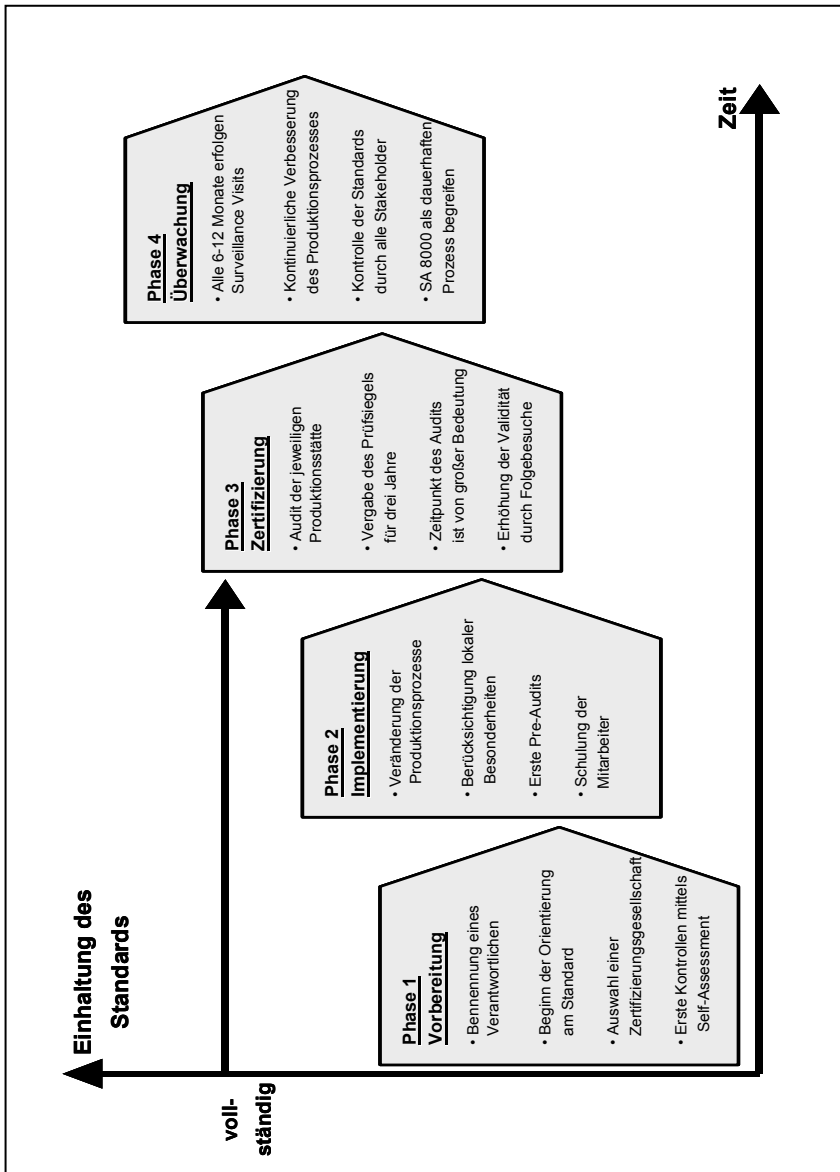 Einhaltung des
Standards
voll-
ständig
Phase 1
Vorbereitung
• Bennennung eines
Verantwortlichen
• Beginn der Orientierung
am Standard
• Auswahl einer
Zertifizierungsgesellschaft
• Erste Kontrollen mittels
Self-Assessment
Phase 2
Implementierung
• Veränderung der
Produktionsprozesse
• Berücksichtigung lokaler
Besonderheiten
• Erste Pre-Audits
• Schulung der
Mitarbeiter
Phase 3
Zertifizierung
• Audit der jeweiligen
Produktionsstätte
• Vergabe des Prüfsiegels
für drei Jahre
• Zeitpunkt des Audits
ist von großer Bedeutung
• Erhöhung der Validität
durch Folgebesuche
Phase 4
Überwachung
• Alle 6-12 Monate erfolgen
Surveillance Visits
• Kontinuierliche Verbesserung
des Produktionsprozesses
• Kontrolle der Standards
durch alle Stakeholder
• SA 8000 als dauerhaften
Prozess begreifen
Zeit